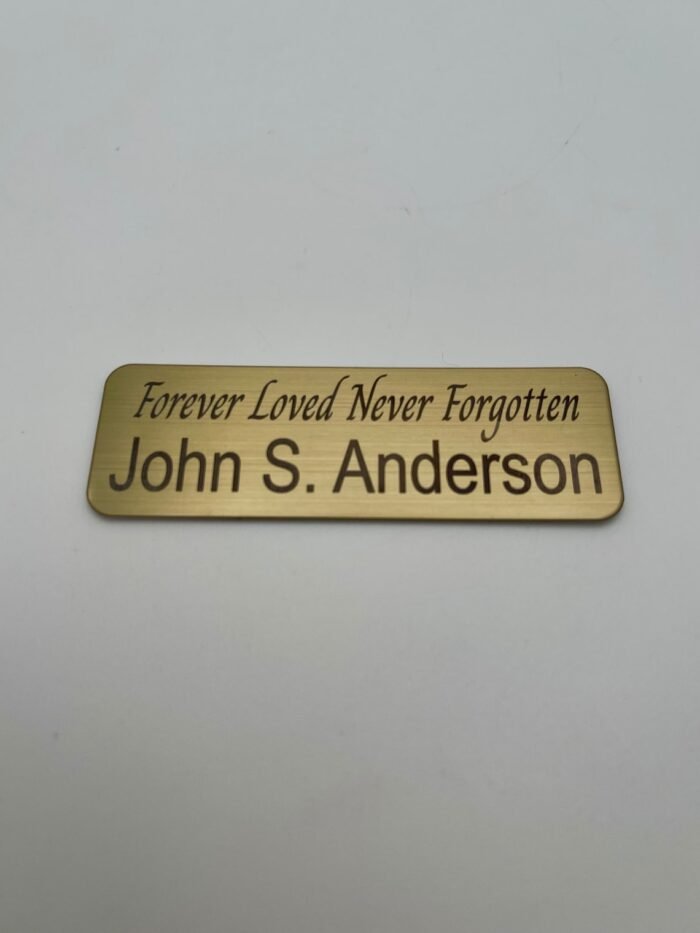 Forever Loved Never Forgotten
John S. Anderson